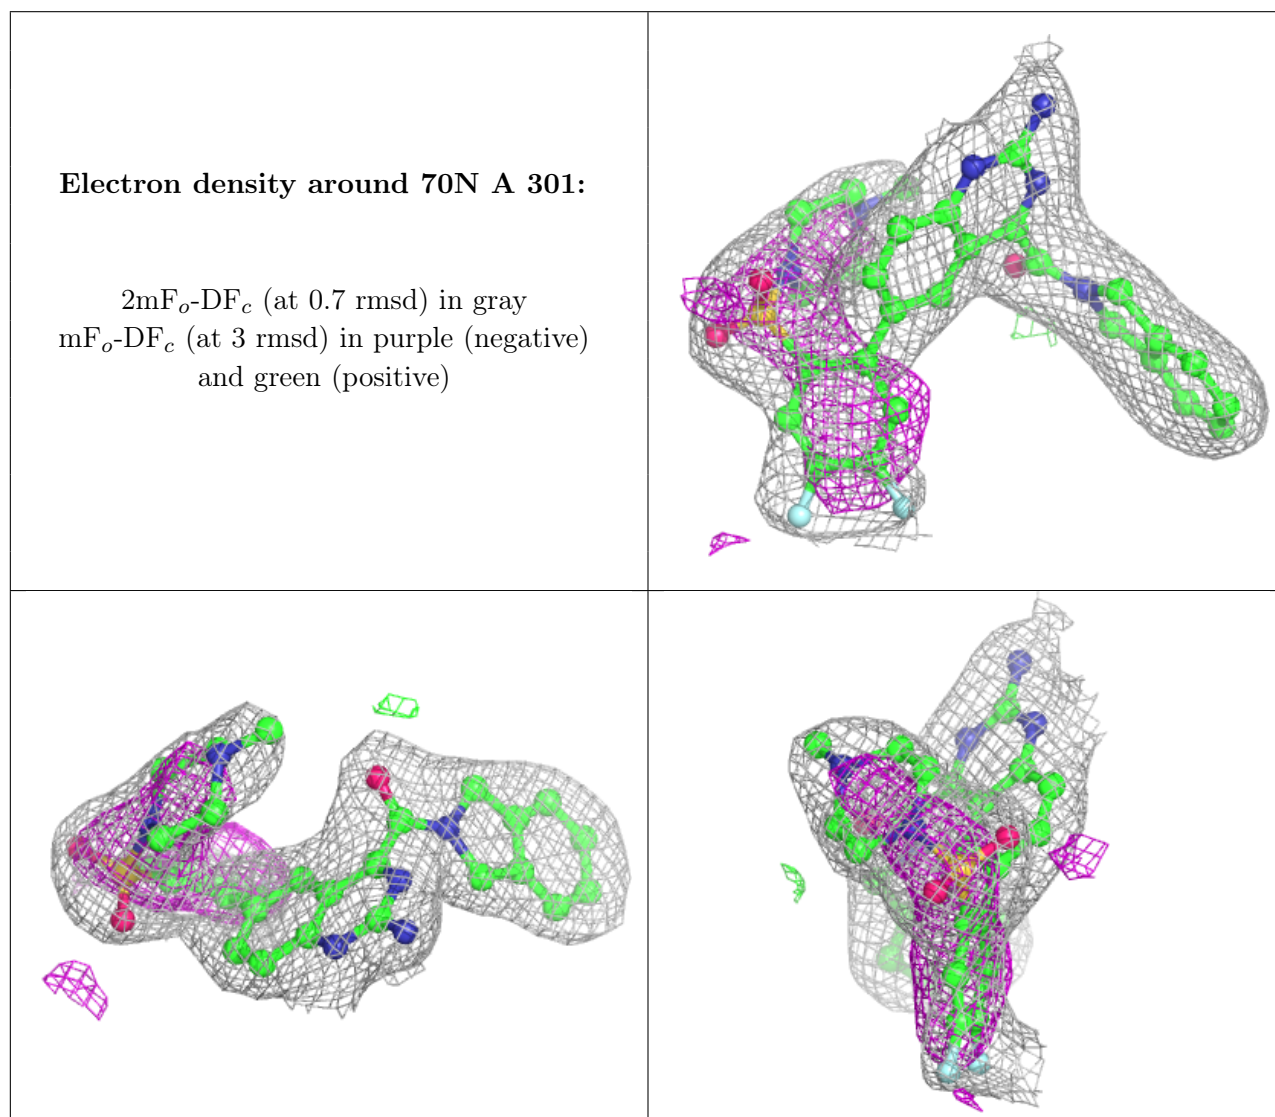 Electron density around 70N A 301:
2mFo-DFc (at 0.7 rmsd) in gray
mFo-DFc (at 3 rmsd) in purple (negative)
and green (positive)